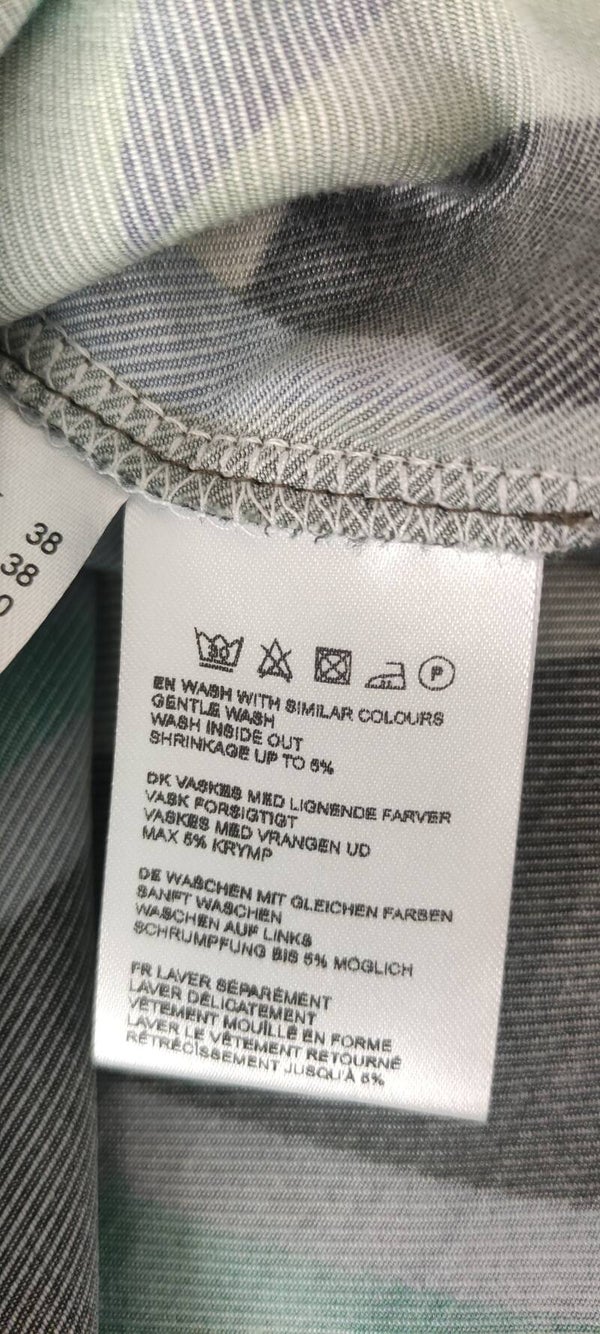 38
38
0
30
P
EN WASH WITH SIMILAR COLOURS
GENTLE WASH
WASH INSIDE OUT
SHRINKAGE UP TO 5%
DK VASKES MED LIGNENDE FARVER
VASK FORSIGTIGT
VASKES MED VRANGEN UD
MAX 5% KRYMP
DE WASCHEN MIT GLEICHEN FARBEN
SANFT WASCHEN
WASCHEN AUF LINKS
SCHRUMPFUNG BIS 5% MÖGLICH
FR LAVER SÉPARÉMENT
LAVER DÉLICATEMENT
VÊTEMENT MOUILLÉ EN FORME
LAVER LE VÊTEMENT RETOURNÉ
RÉTRÉCISSEMENT JUSQU'À 5%